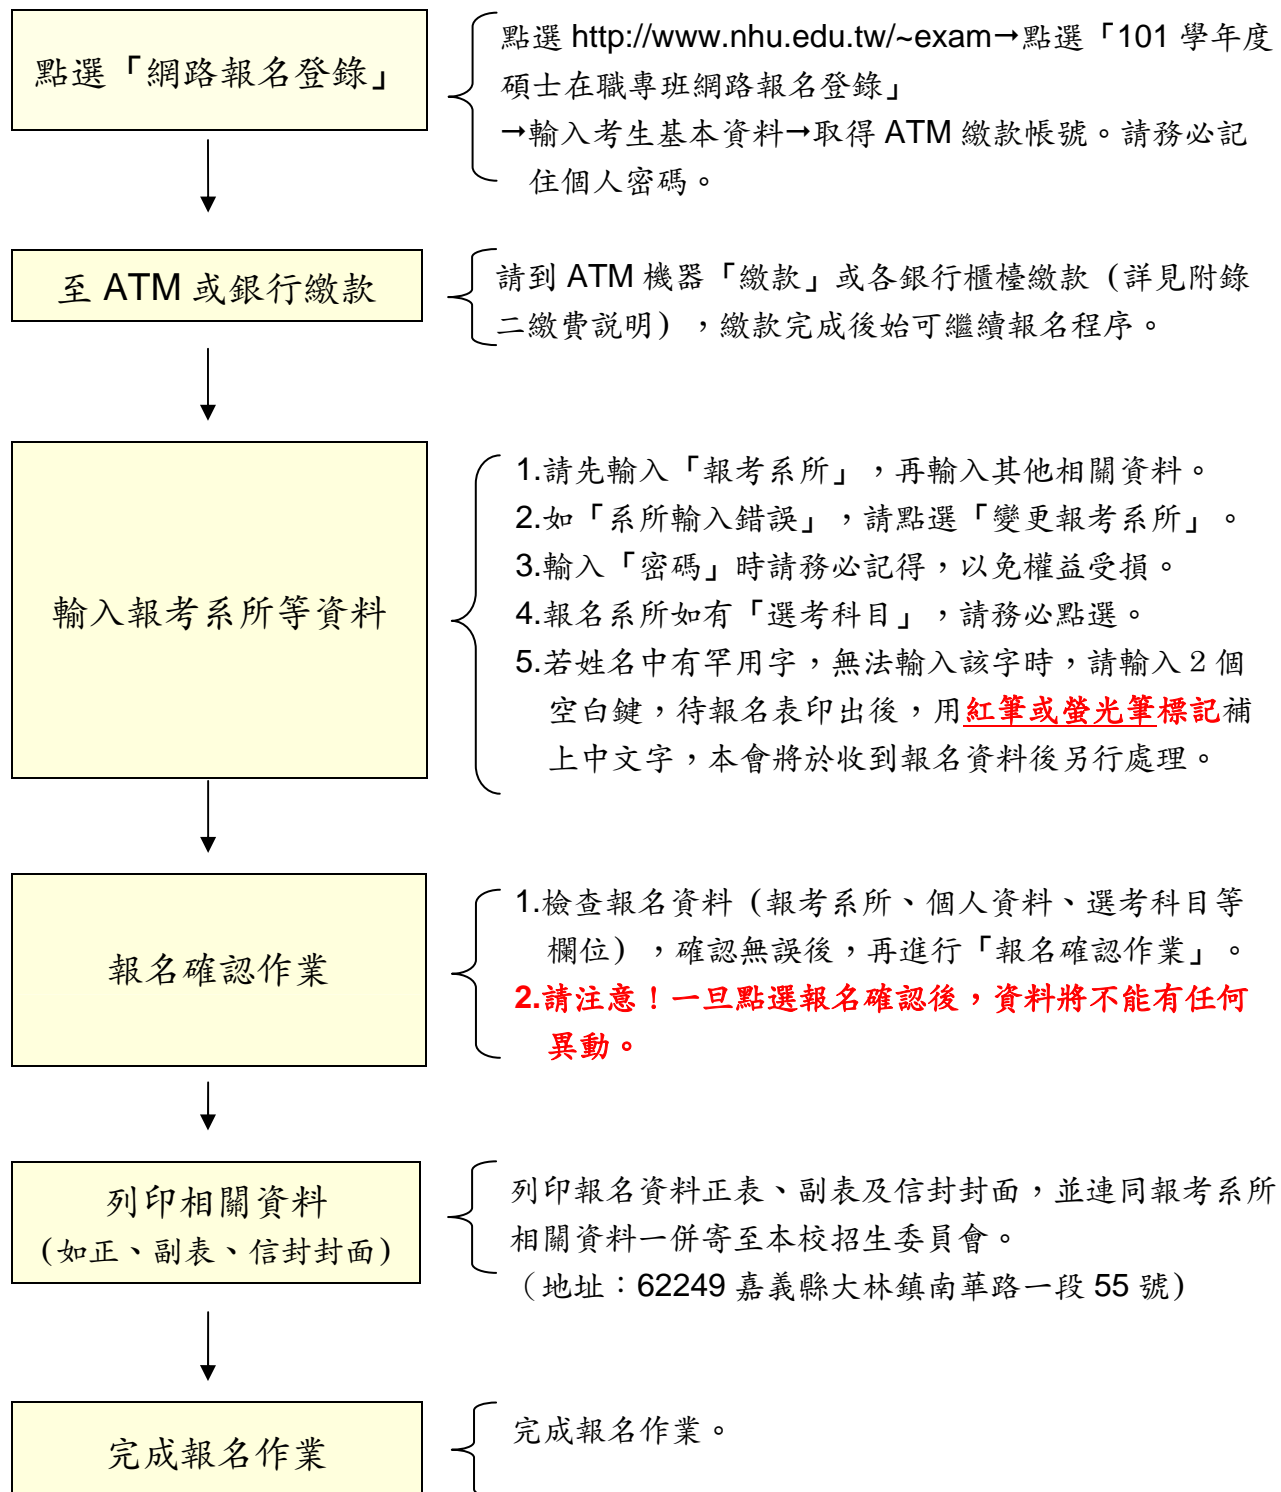 點選「網路報名登錄」
點選 http://www.nhu.edu.tw/~exam→點選「101 學年度
碩士在職專班網路報名登錄」
→輸入考生基本資料→取得 ATM 繳款帳號。請務必記
住個人密碼。
至 ATM 或銀行繳款
請到 ATM 機器「繳款」或各銀行櫃檯繳款（詳見附錄
二繳費說明），繳款完成後始可繼續報名程序。
輸入報考系所等資料
1.請先輸入「報考系所」，再輸入其他相關資料。
2.如「系所輸入錯誤」，請點選「變更報考系所」。
3.輸入「密碼」時請務必記得，以免權益受損。
4.報名系所如有「選考科目」，請務必點選。
5.若姓名中有罕用字，無法輸入該字時，請輸入２個
空白鍵，待報名表印出後，用紅筆或螢光筆標記補
上中文字，本會將於收到報名資料後另行處理。
報名確認作業
1.檢查報名資料（報考系所、個人資料、選考科目等
欄位），確認無誤後，再進行「報名確認作業」。
2.請注意！一旦點選報名確認後，資料將不能有任何
異動。
列印相關資料
(如正、副表、信封封面)
列印報名資料正表、副表及信封封面，並連同報考系所
相關資料一併寄至本校招生委員會。
（地址：62249 嘉義縣大林鎮南華路一段 55 號）
完成報名作業
完成報名作業。